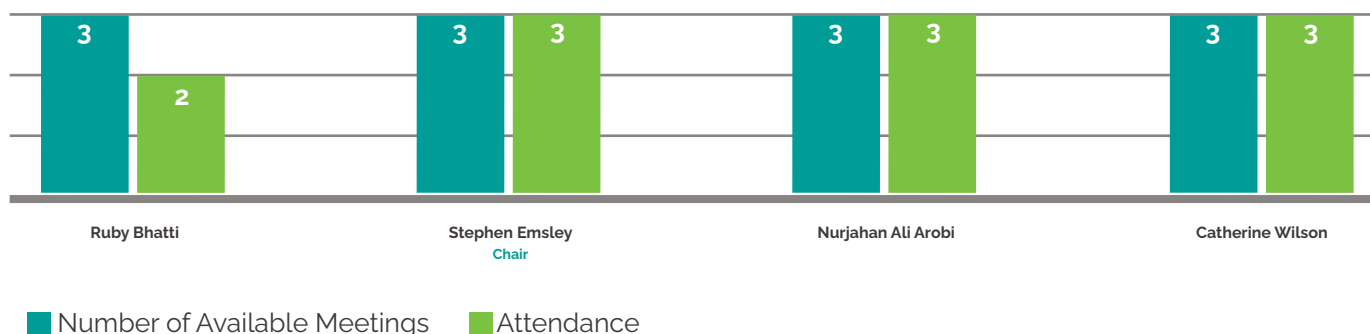 3 3 3 3 3 3 3
2
Ruby Bhatti Stephen Emsley Nurjahan Ali Arobi Catherine Wilson
Chair
Number of Available Meetings Attendance